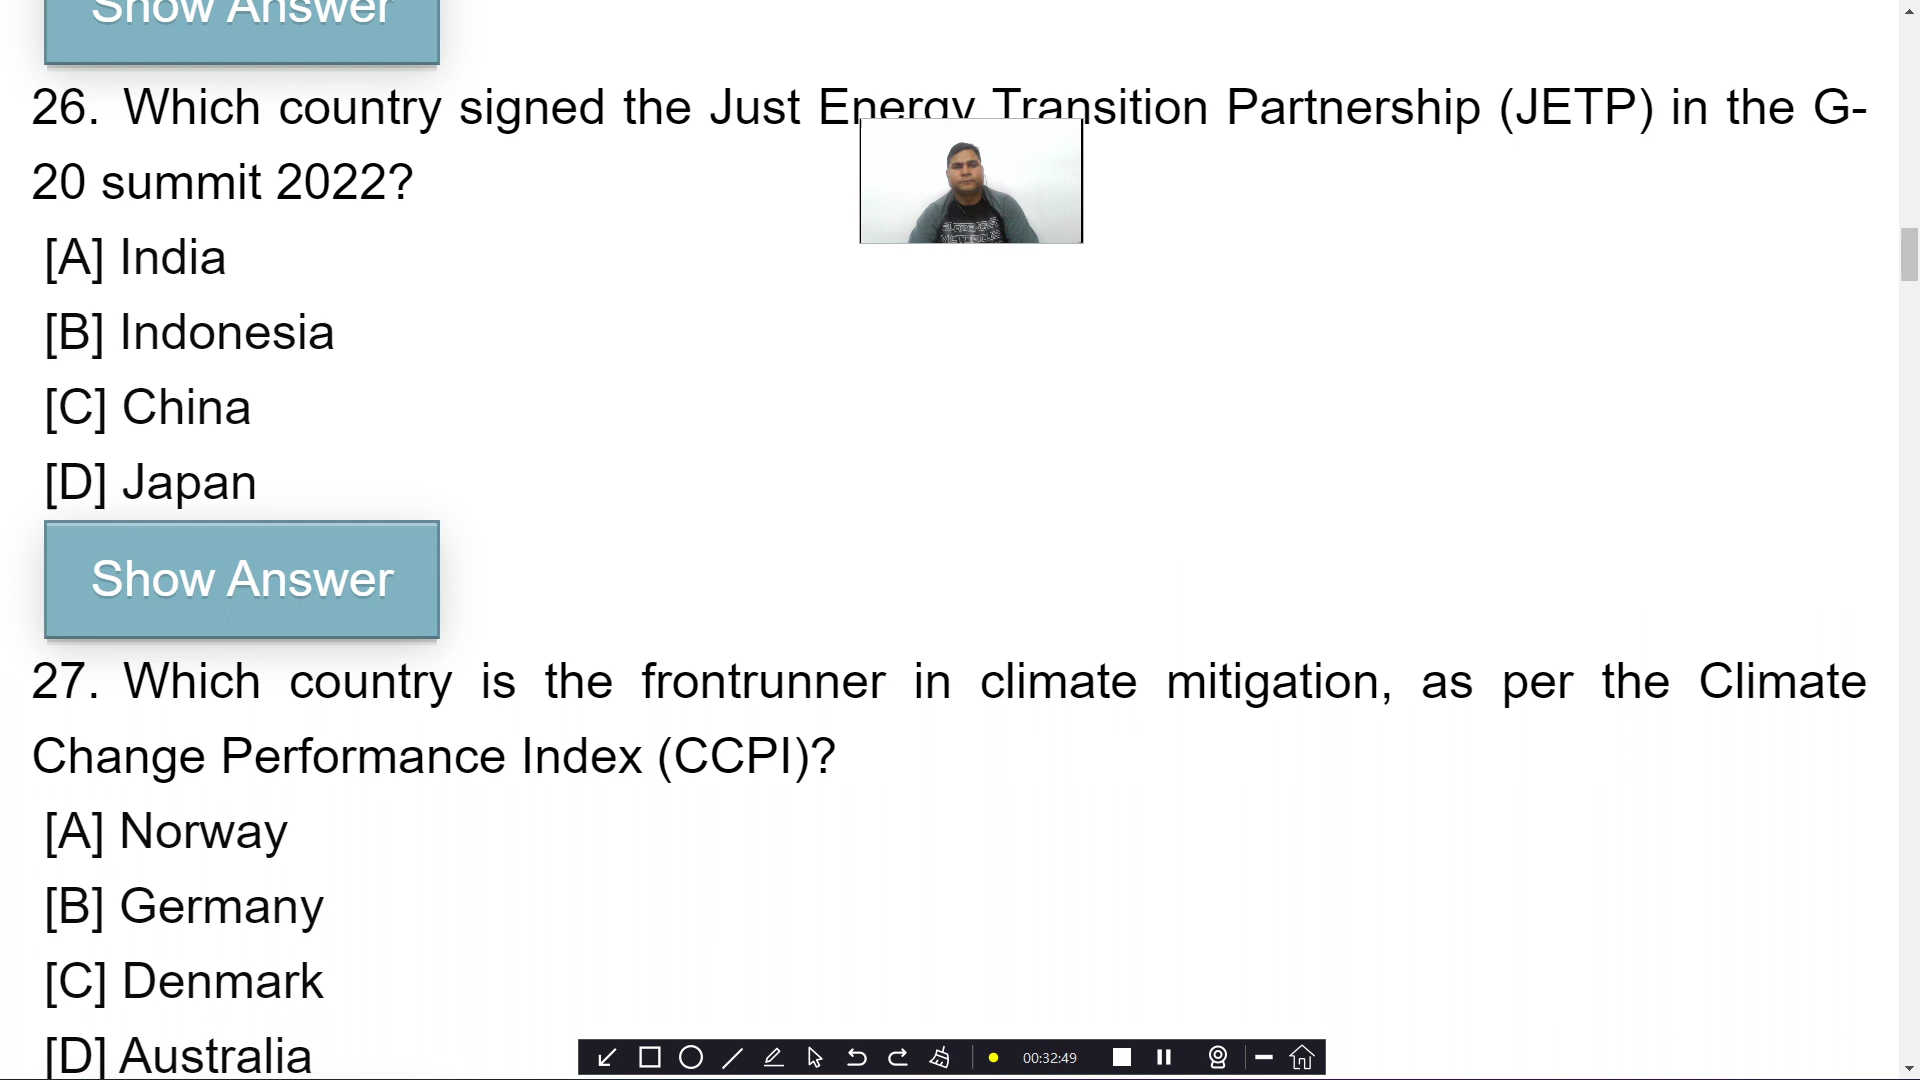 Show Answer
26. Which country signed the Just Energy Transition Partnership (JETP) in the G-
20 summit 2022?
[A] India
[B] Indonesia
[C] China
[D] Japan
Show Answer
27. Which country is the frontrunner in climate mitigation, as per the Climate
Change Performance Index (CCPI)?
[A] Norway
[B] Germany
[C] Denmark
[D] Australia
00:32:49